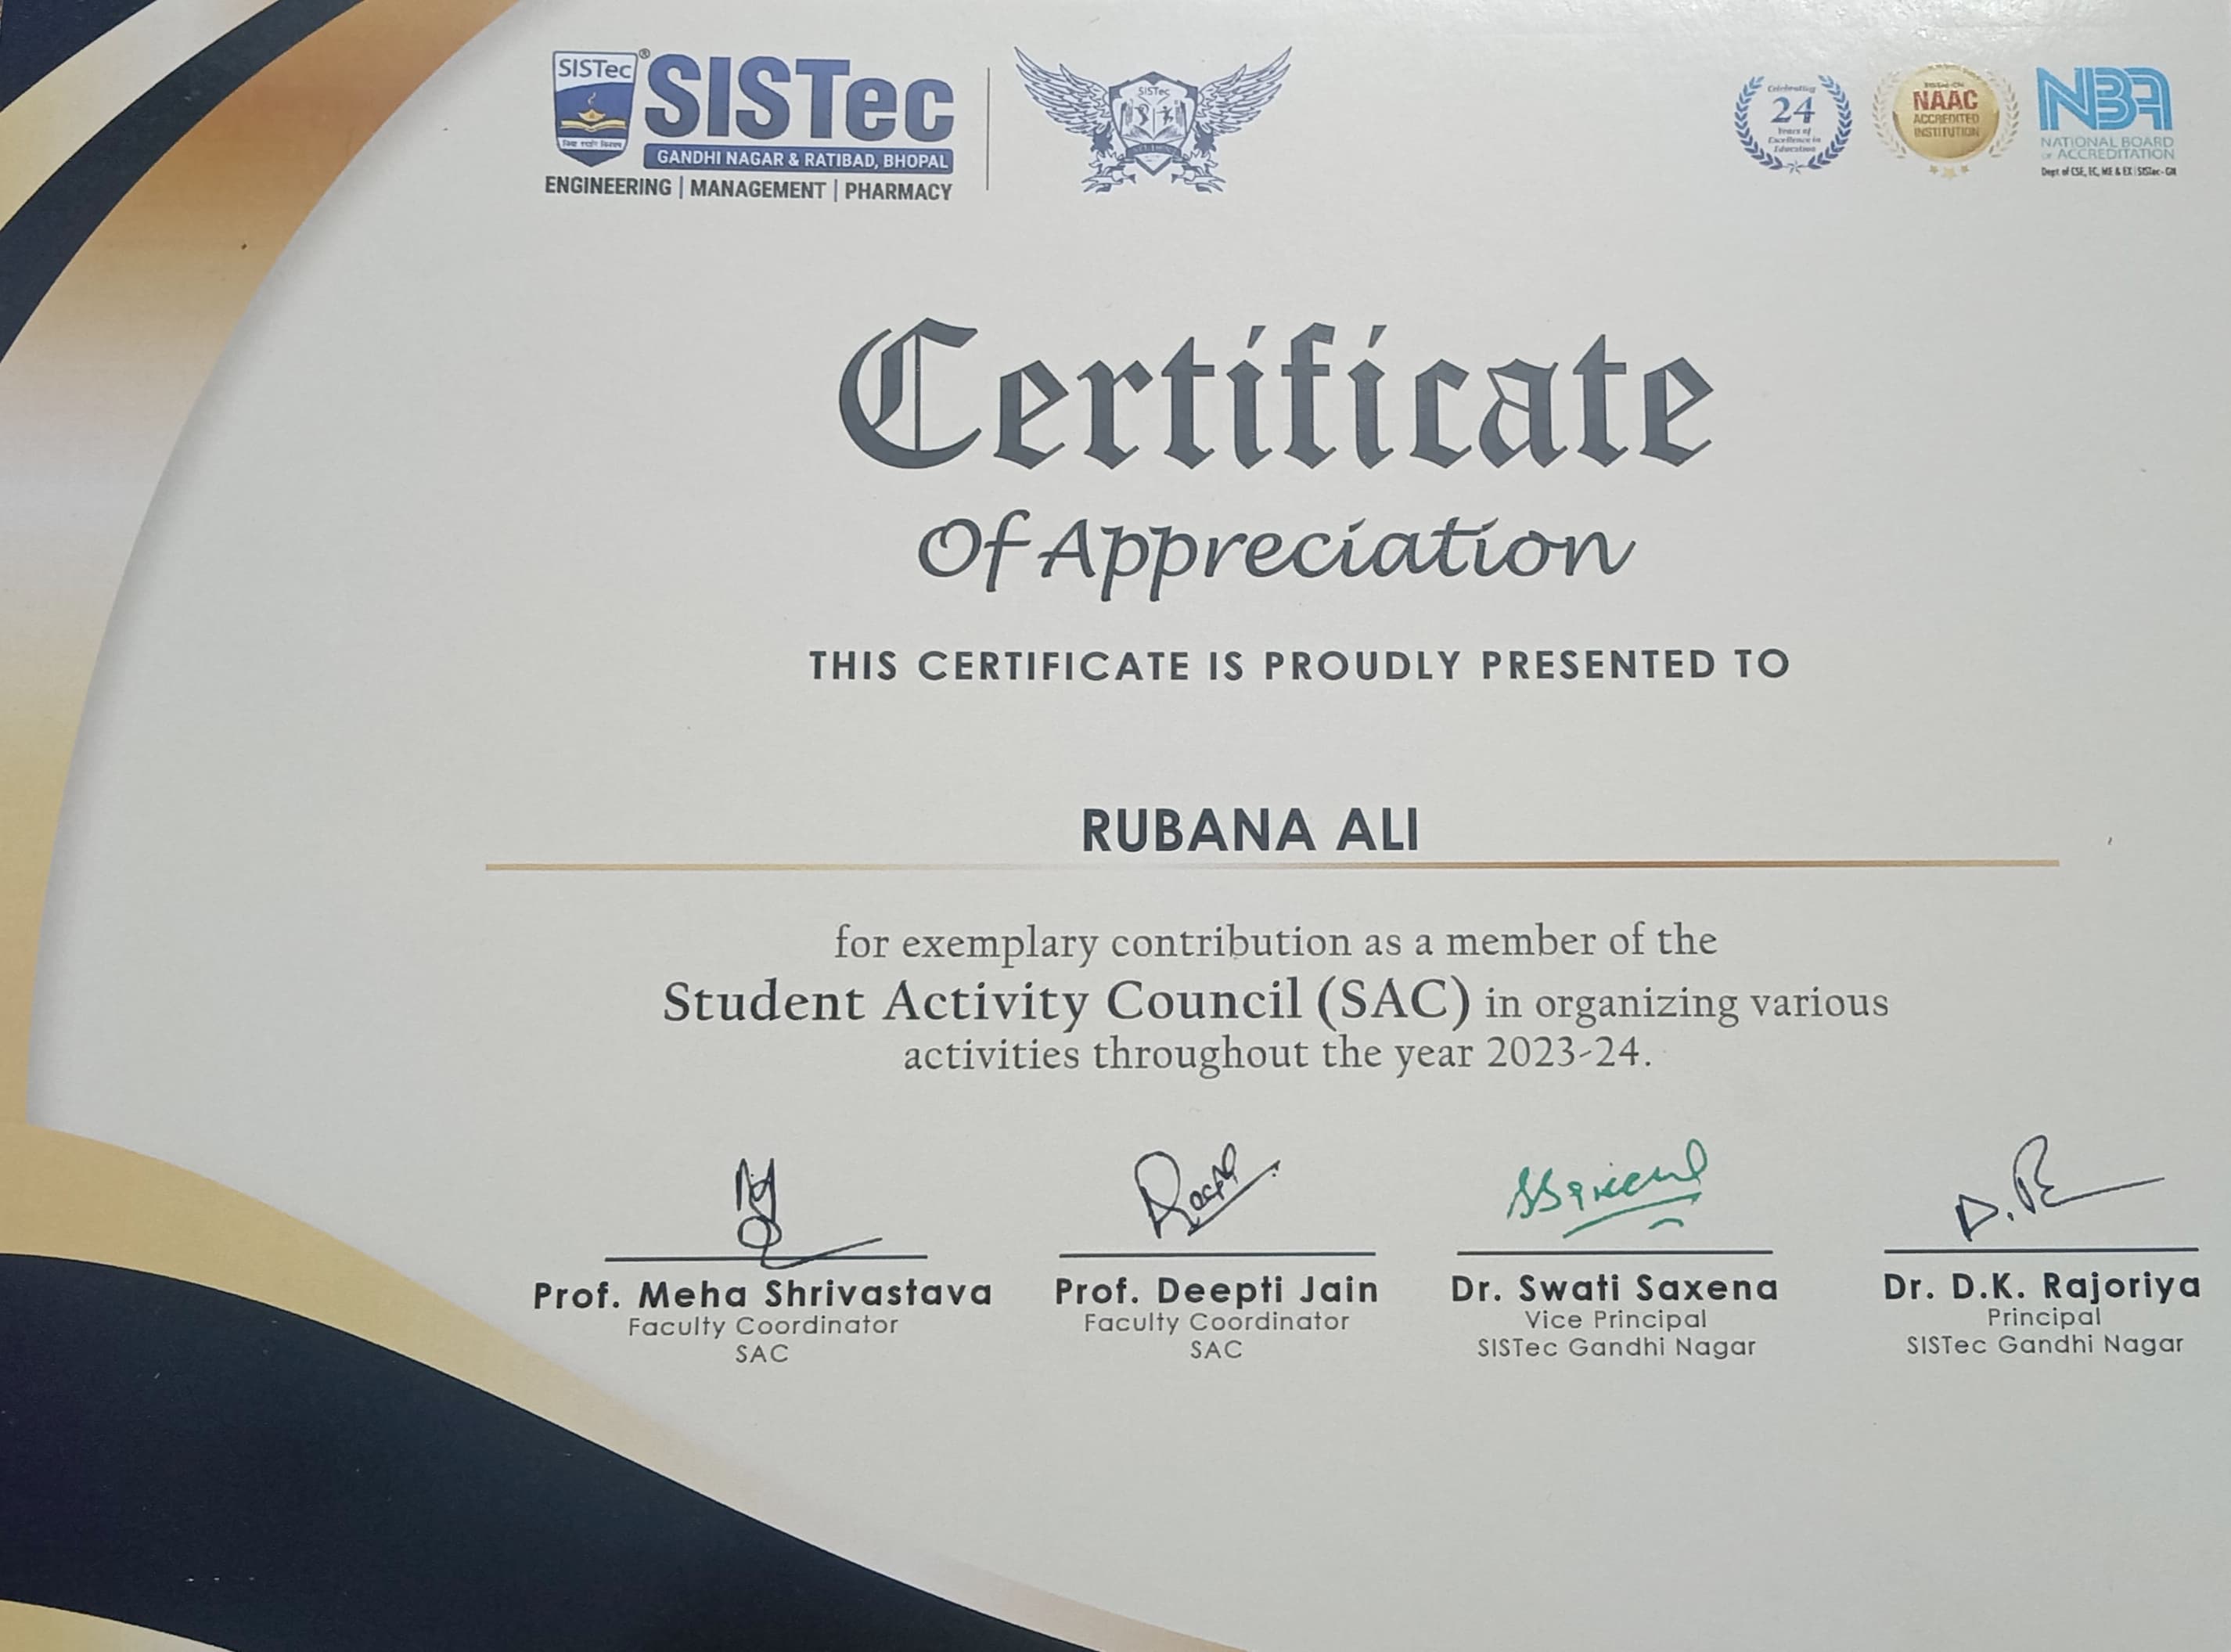 SISTec®
SISTec
GANDHI NAGAR & RATIBAD, BHOPAL
ENGINEERING | MANAGEMENT | PHARMACY
SISTec
Celebrating
24
Years of
Excellence in
Education
NAAC
ACCREDITED
INSTITUTION
NBA
NATIONAL BOARD
OF ACCREDITATION
Dept of CSE, EC, ME & EX | SISTec-GN
Certificate
Of Appreciation
THIS CERTIFICATE IS PROUDLY PRESENTED TO
RUBANA ALI
for exemplary contribution as a member of the
Student Activity Council (SAC) in organizing various
activities throughout the year 2023-24.
Prof. Meha Shrivastava
Faculty Coordinator
SAC
Prof. Deepti Jain
Faculty Coordinator
SAC
Dr. Swati Saxena
Vice Principal
SISTec Gandhi Nagar
Dr. D.K. Rajoriya
Principal
SISTec Gandhi Nagar